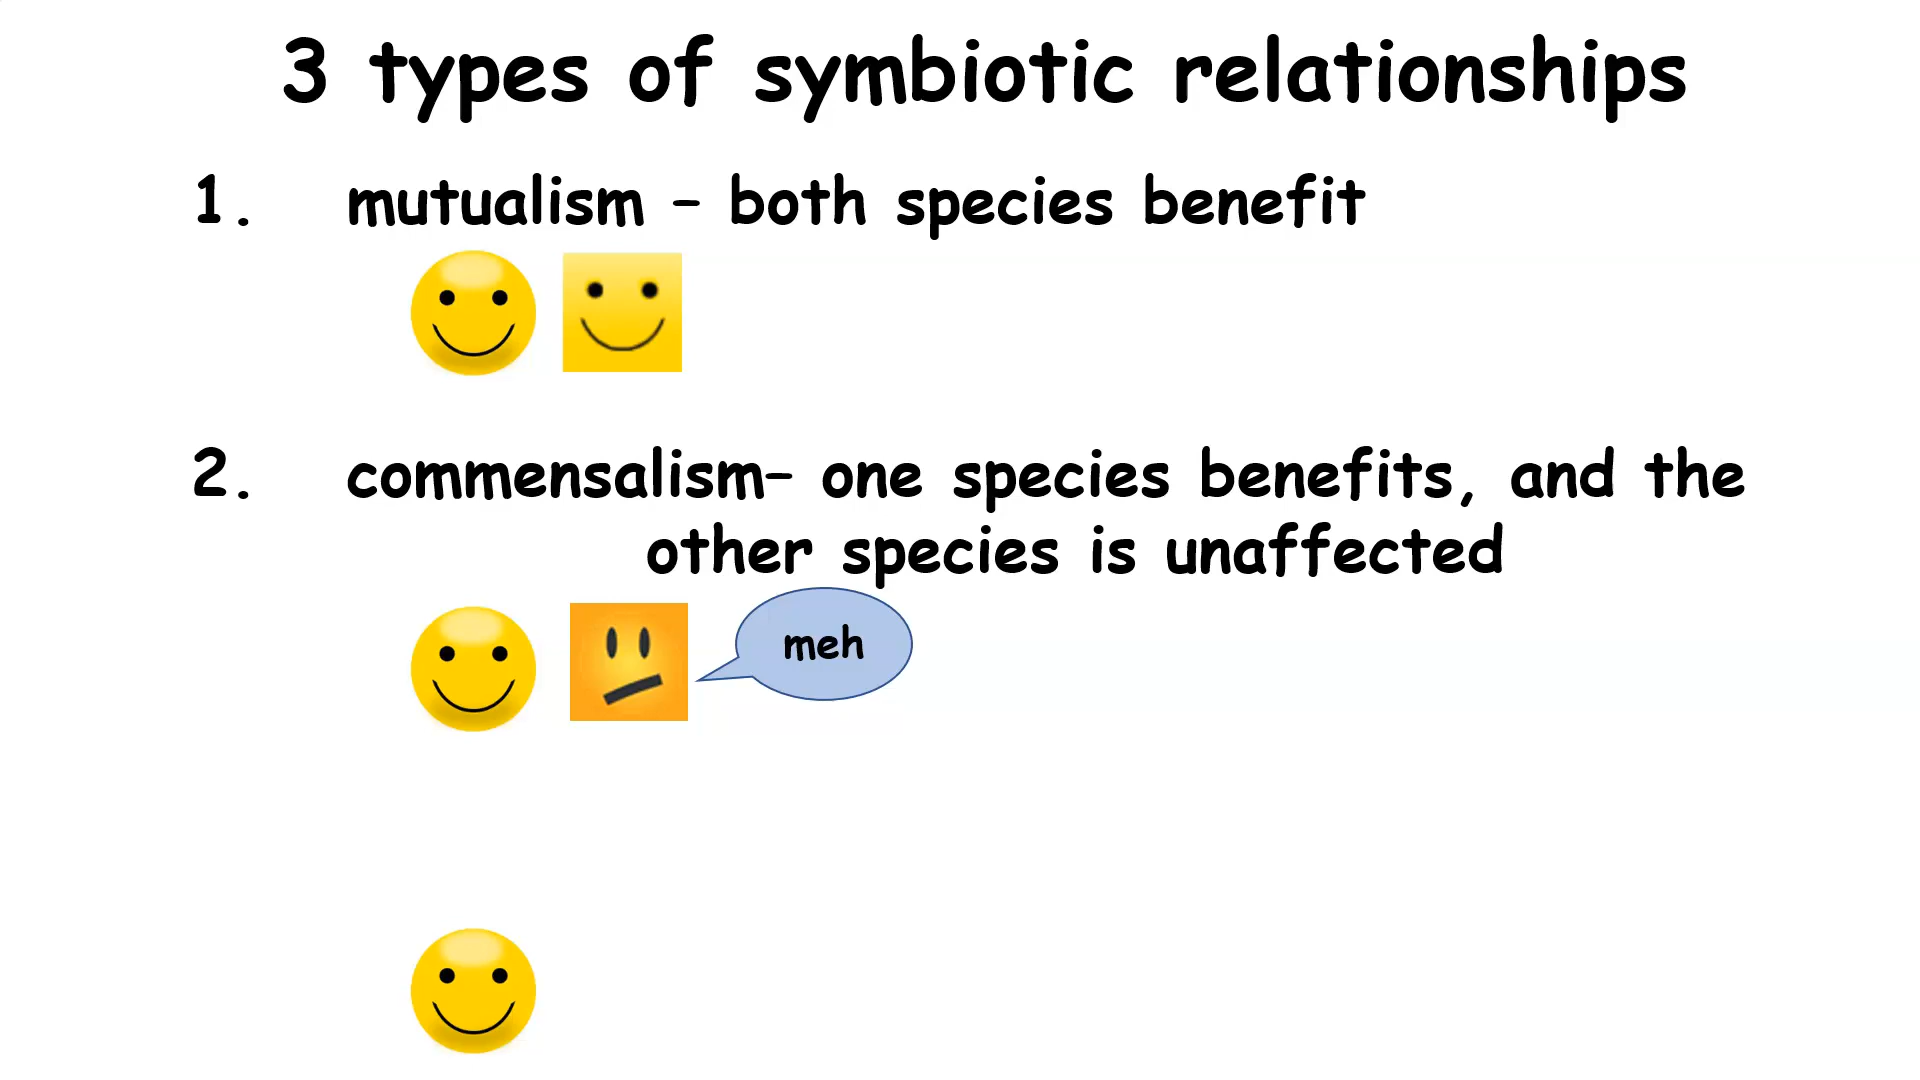 3 types of symbiotic relationships
1. mutualism – both species benefit
2. commensalism– one species benefits, and the
other species is unaffected
meh